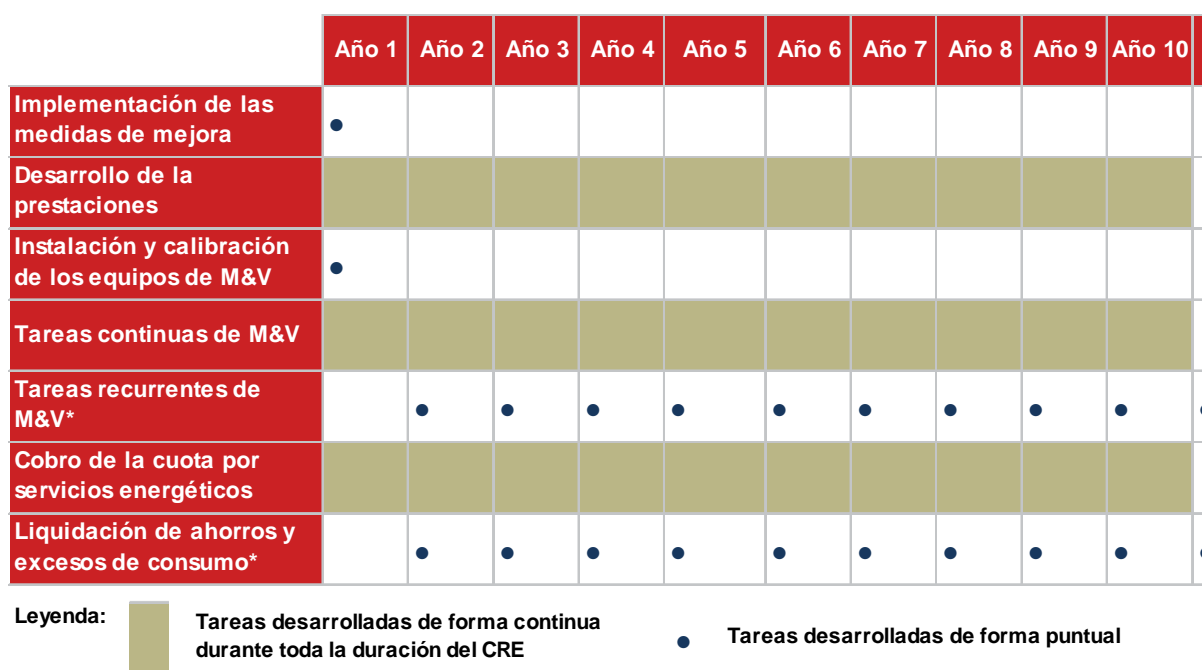 Año 1 Año 2 Año 3 Año 4 Año 5 Año 6 Año 7 Año 8 Año 9 Año 10
Implementación de las
medidas de mejora
Desarrollo de la
prestaciones
Instalación y calibración
de los equipos de M&V
Tareas continuas de M&V
Tareas recurrentes de
M&V*
Cobro de la cuota por
servicios energéticos
Liquidación de ahorros y
excesos de consumo*
Leyenda:
Tareas desarrolladas de forma continua
durante toda la duración del CRE
Tareas desarrolladas de forma puntual